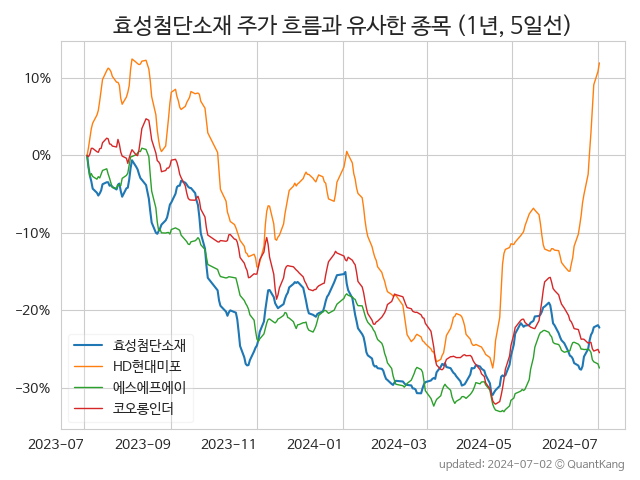 효성첨단소재 주가 흐름과 유사한 종목 (1년, 5일선)
10%
0%
−10%
−20%
−30%
효성첨단소재
HD현대미포
에스에프에이
코오롱인더
2023-07 2023-09 2023-11 2024-01 2024-03 2024-05 2024-07
updated: 2024-07-02 © QuantKang